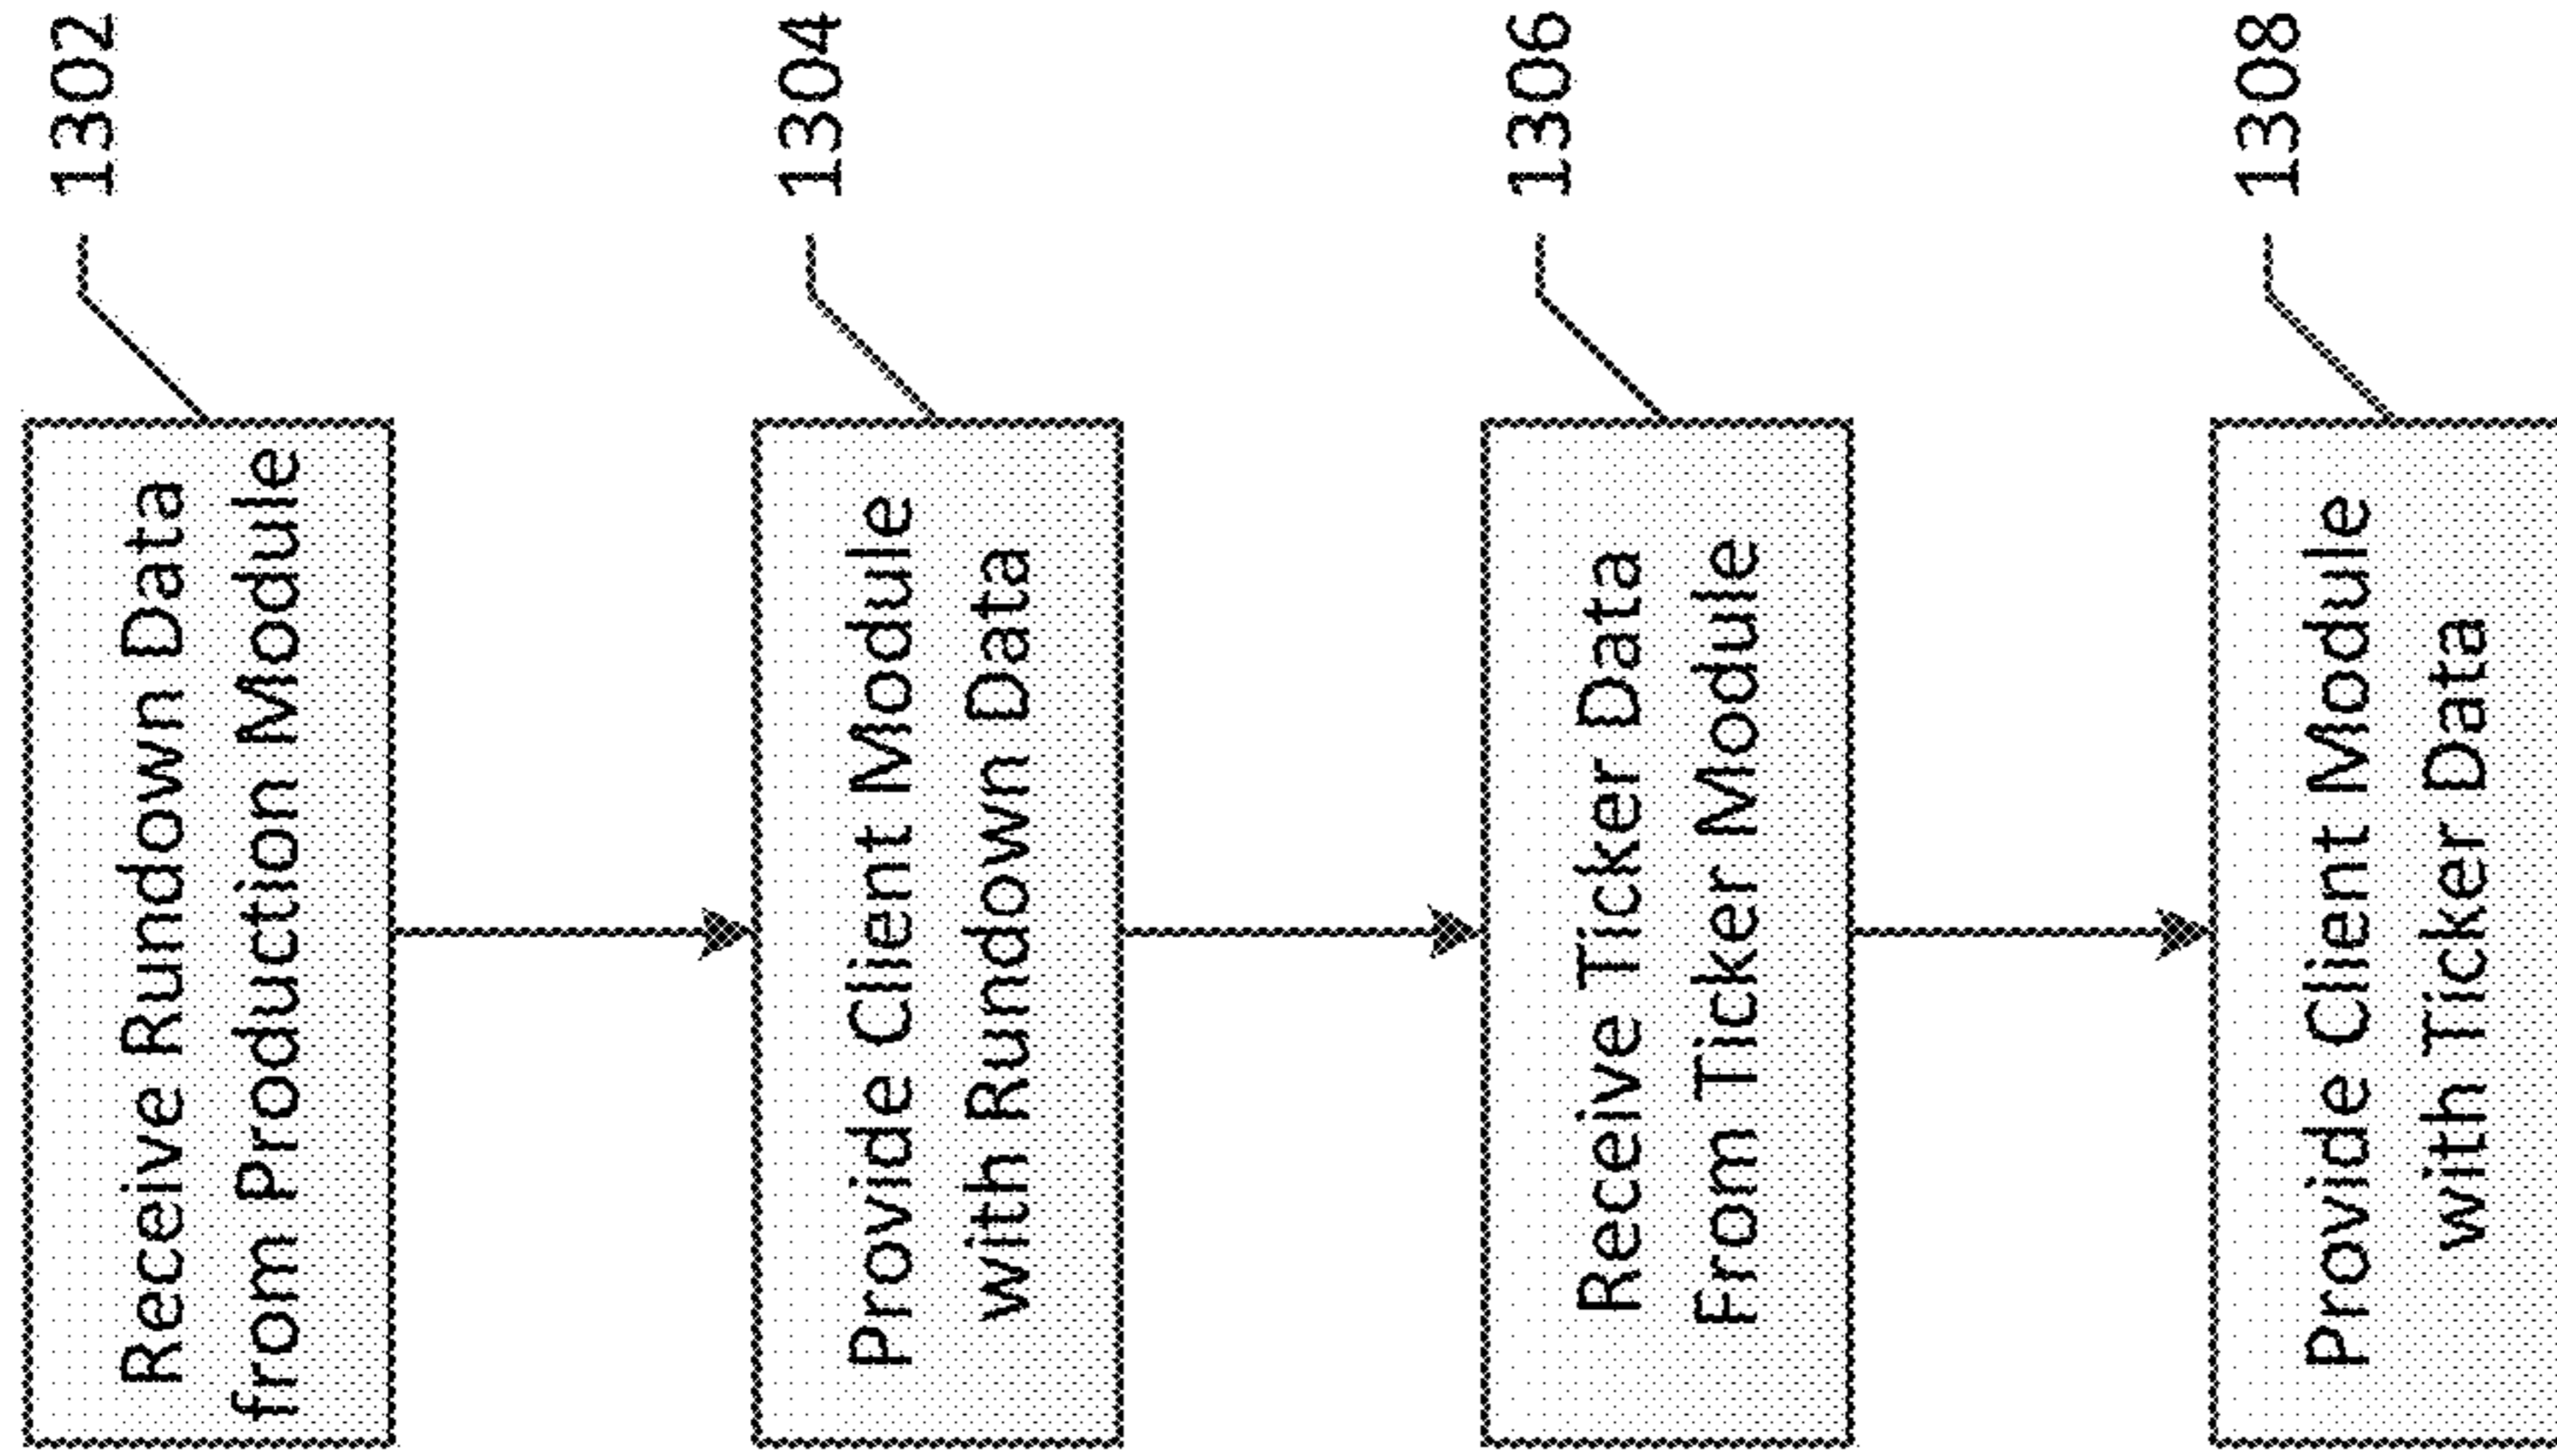 Receive Rundown Data
from Production Module
1302
Provide Client Module
with Rundown Data
1304
Receive Ticker Data
From Ticker Module
1306
Provide Client Module
with Ticker Data
1308